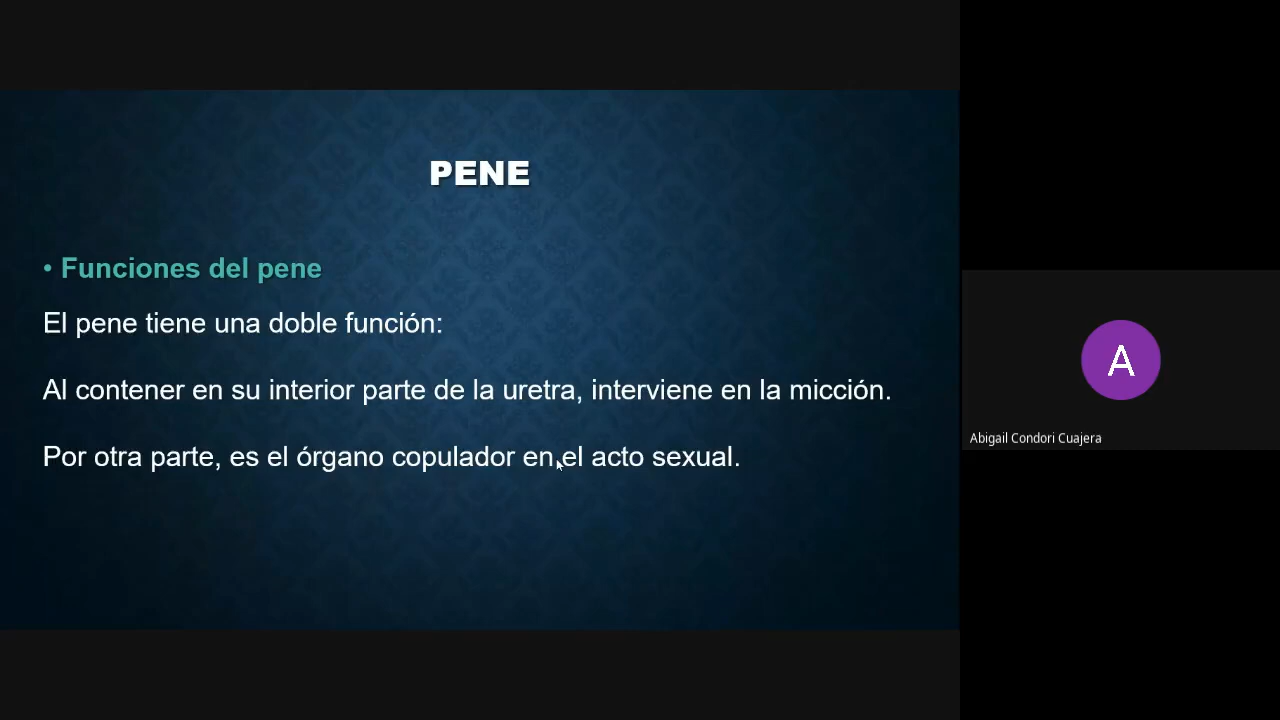 PENE
• Funciones del pene
El pene tiene una doble función:
Al contener en su interior parte de la uretra, interviene en la micción.
Por otra parte, es el órgano copulador en el acto sexual.
A
Abigail Condori Cuajera